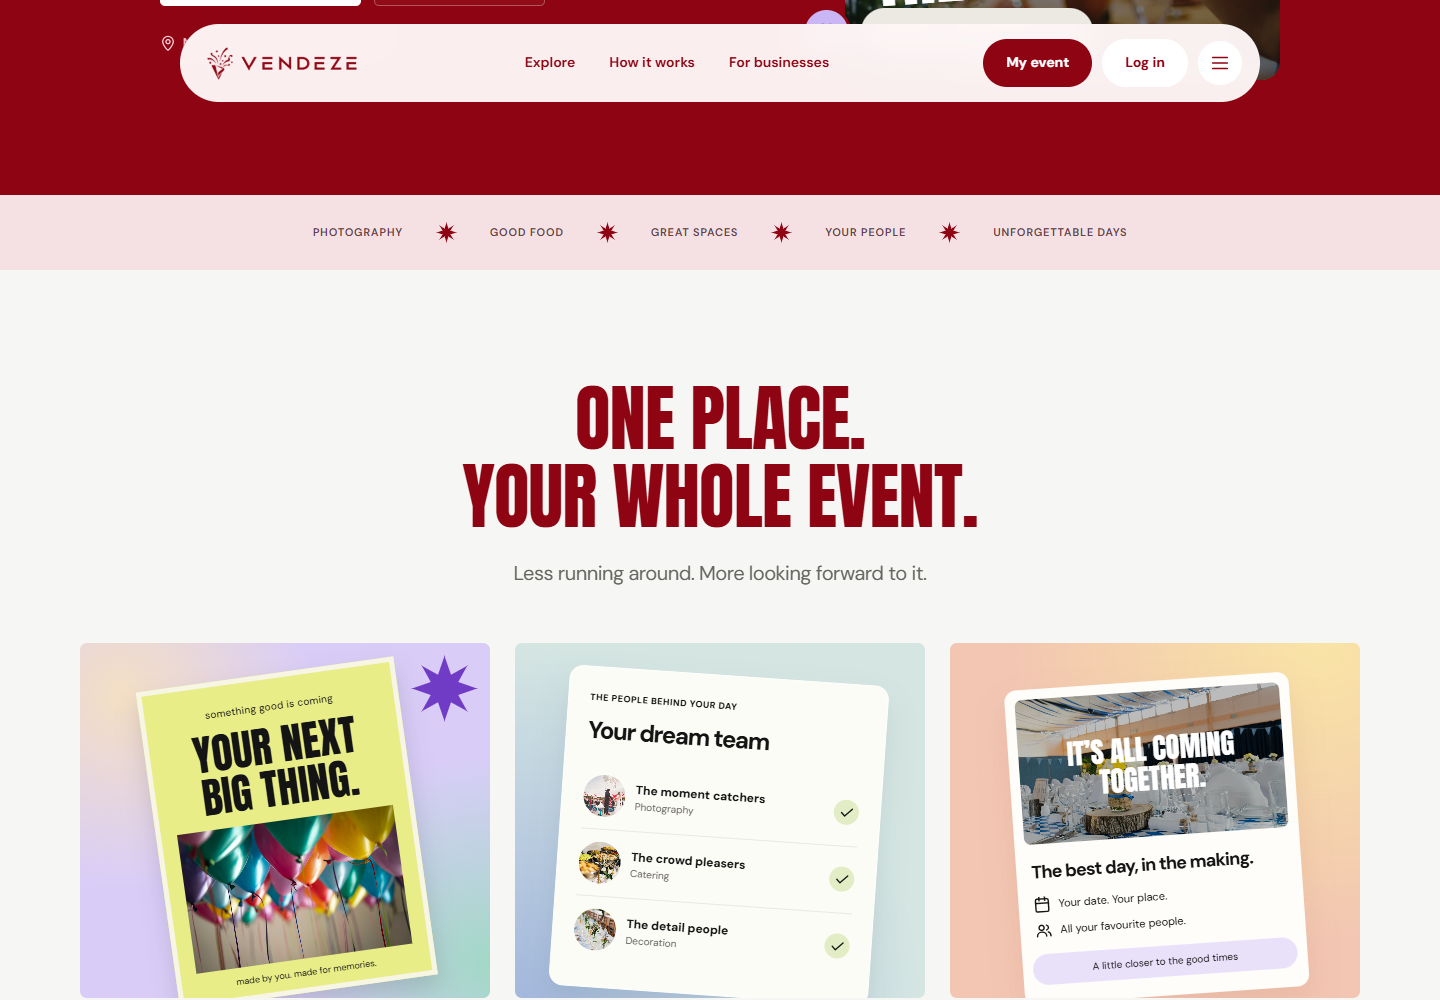 VENDEZE
Explore
How it works
For businesses
My event
Log in
PHOTOGRAPHY
GOOD FOOD
GREAT SPACES
YOUR PEOPLE
UNFORGETTABLE DAYS
ONE PLACE.
YOUR WHOLE EVENT.
Less running around. More looking forward to it.
something good is coming
YOUR NEXT
BIG THING.
made by you. made for memories.
THE PEOPLE BEHIND YOUR DAY
Your dream team
The moment catchers
Photography
The crowd pleasers
Catering
The detail people
Decoration
IT'S ALL COMING
TOGETHER.
The best day, in the making.
Your date. Your place.
All your favourite people.
A little closer to the good times